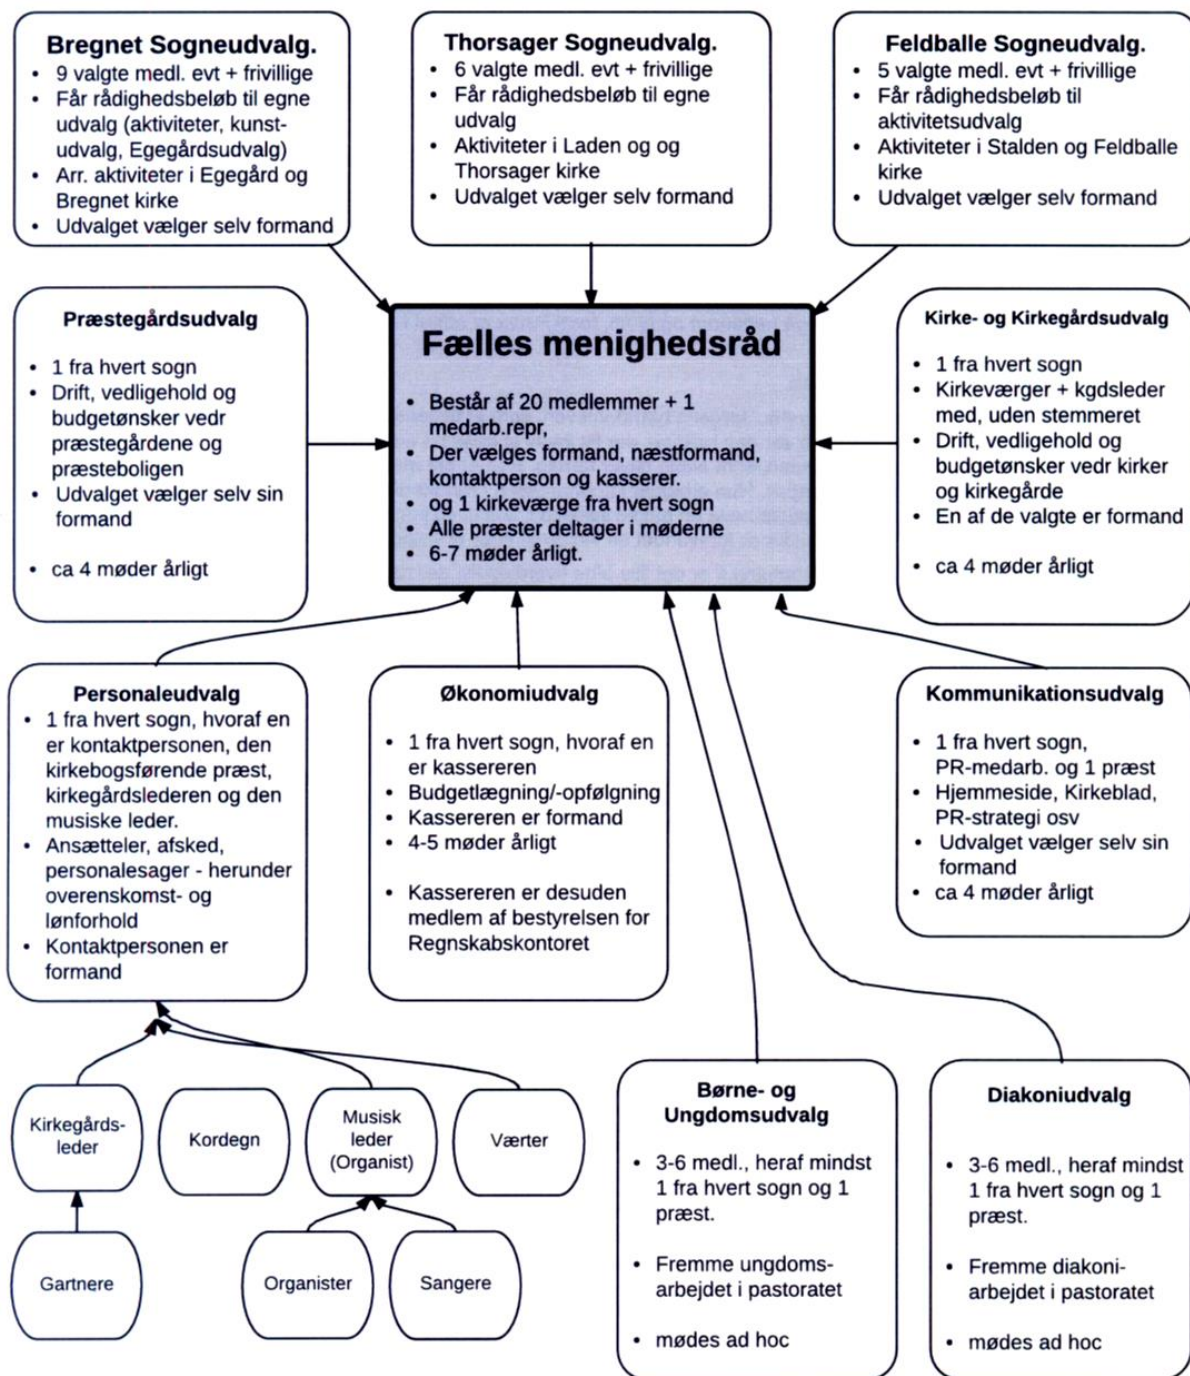 Bregnet Sogneudvalg.
• 9 valgte medl. evt + frivillige
• Får rådighedsbeløb til egne
udvalg (aktiviteter, kunst-
udvalg, Egegårdsudvalg)
• Arr. aktiviteter i Egegård og
Bregnet kirke
• Udvalget vælger selv formand
Thorsager Sogneudvalg.
• 6 valgte medl. evt + frivillige
• Får rådighedsbeløb til egne
udvalg
• Aktiviteter i Laden og og
Thorsager kirke
• Udvalget vælger selv formand
Feldballe Sogneudvalg.
• 5 valgte medl. evt + frivillige
• Får rådighedsbeløb til
aktivitetsudvalg
• Aktiviteter i Stalden og Feldballe
kirke
• Udvalget vælger selv formand
Præstegårdsudvalg
• 1 fra hvert sogn
• Drift, vedligehold og
budgetønsker vedr
præstegårdene og
præsteboligen
• Udvalget vælger selv sin
formand
• ca 4 møder årligt
Fælles menighedsråd
• Består af 20 medlemmer + 1
medarb.repr,
• Der vælges formand, næstformand,
kontaktperson og kasserer.
• og 1 kirkeværge fra hvert sogn
• Alle præster deltager i møderne
• 6-7 møder årligt.
Kirke- og Kirkegårdsudvalg
• 1 fra hvert sogn
• Kirkeværger + kgdsleder
med, uden stemmeret
• Drift, vedligehold og
budgetønsker vedr kirker
og kirkegårde
• En af de valgte er formand
• ca 4 møder årligt
Personaleudvalg
• 1 fra hvert sogn, hvoraf en
er kontaktpersonen, den
kirkebogsførende præst,
kirkegårdslederen og den
musiske leder.
• Ansætteler, afsked,
personalesager - herunder
overenskomst- og
lønforhold
• Kontaktpersonen er
formand
Økonomiudvalg
• 1 fra hvert sogn, hvoraf en
er kassereren
• Budgetlægning/-opfølgning
• Kassereren er formand
• 4-5 møder årligt
• Kassereren er desuden
medlem af bestyrelsen for
Regnskabskontoret
Kommunikationsudvalg
• 1 fra hvert sogn,
PR-medarb. og 1 præst
• Hjemmeside, Kirkeblad,
PR-strategi osv
• Udvalget vælger selv sin
formand
• ca 4 møder årligt
Kirkegårds-
leder
Kordegn
Musisk
leder
(Organist)
Værter
Gartnere
Organister
Sangere
Børne- og
Ungdomsudvalg
• 3-6 medl., heraf mindst
1 fra hvert sogn og 1
præst.
• Fremme ungdoms-
arbejdet i pastoratet
• mødes ad hoc
Diakoniudvalg
• 3-6 medl., heraf mindst
1 fra hvert sogn og 1
præst.
• Fremme diakoni-
arbejdet i pastoratet
• mødes ad hoc